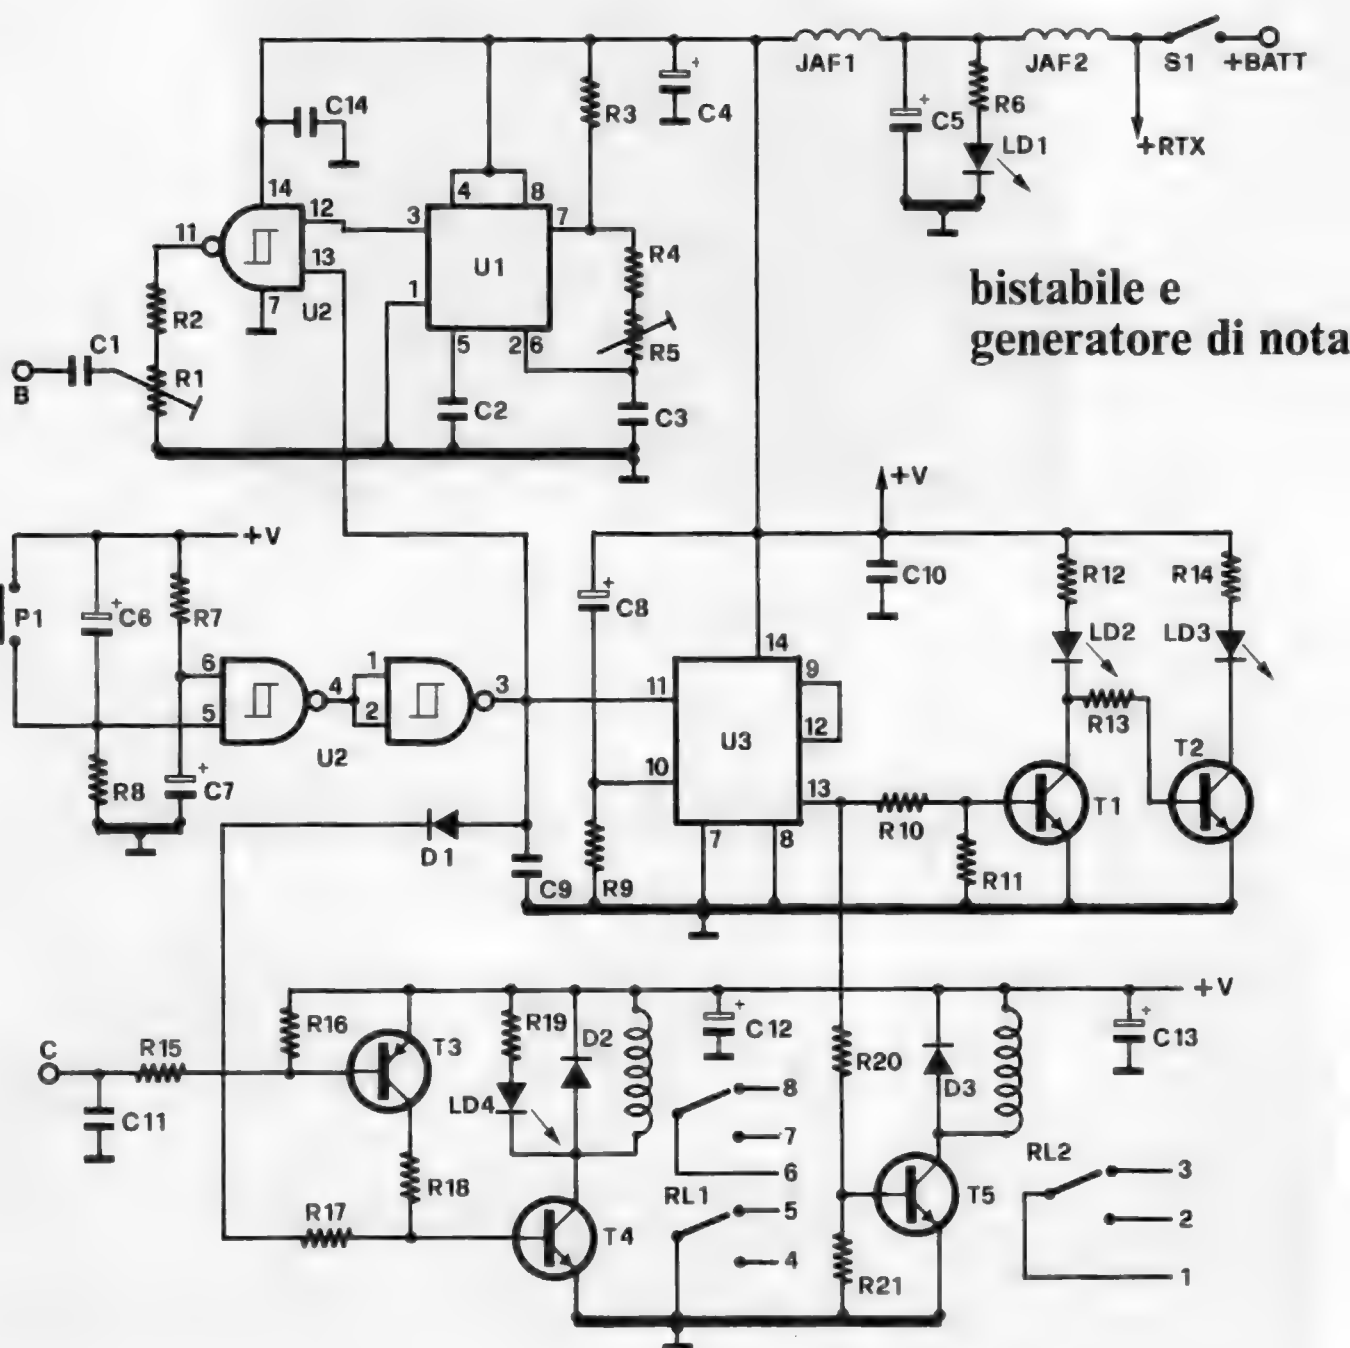 JAF1
JAF2
S1
+BATT
C14
R3
C4
C5
R6
LD1
+RTX
14
12
11
13
7
U2
R2
C1
R1
B
4
8
3
7
U1
1
5
2
6
R4
R5
C2
C3
bistabile e
generatore di nota
+V
+V
P1
C6
R7
6
5
4
1
2
3
U2
R8
C7
D1
C9
C8
R9
C10
14
11
10
9
12
13
U3
7
8
R12
R14
LD2
LD3
R13
T2
T1
R10
R11
+V
C
R15
R16
T3
R19
D2
LD4
C11
R18
R17
T4
C12
8
7
6
RL1
5
4
R20
D3
C13
T5
RL2
R21
3
2
1